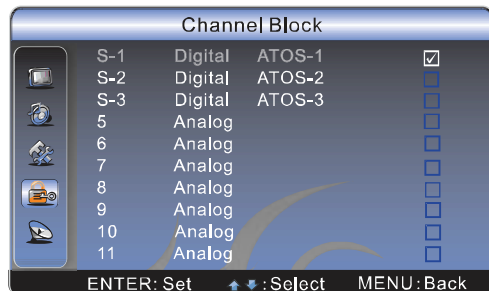 Channel Block
S-1 Digital ATOS-1
S-2 Digital ATOS-2
S-3 Digital ATOS-3
5 Analog
6 Analog
7 Analog
8 Analog
9 Analog
10 Analog
11 Analog
ENTER: Set :Select MENU: Back